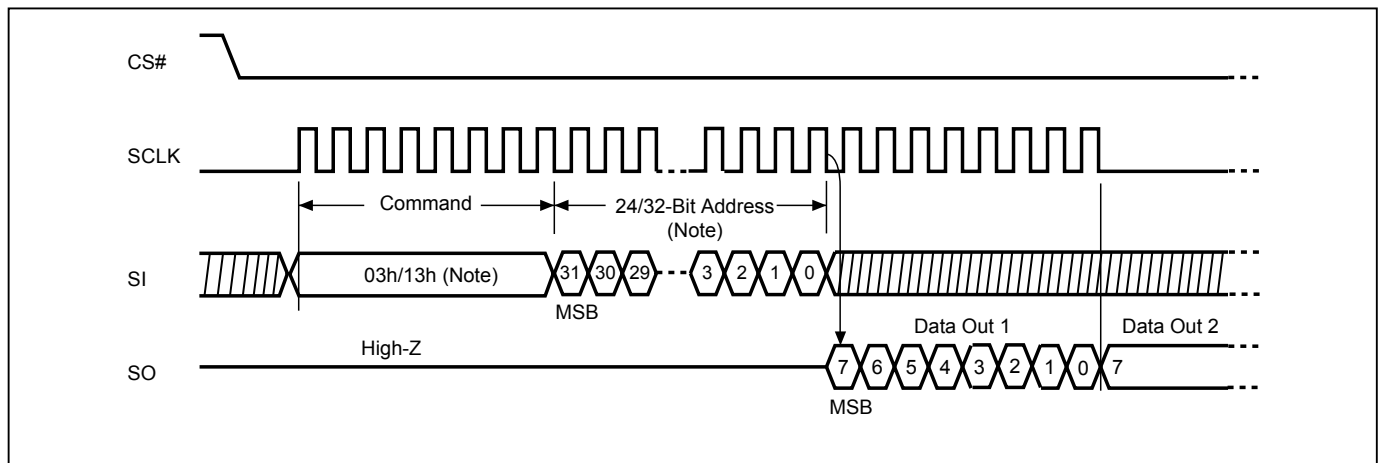 CS#
SCLK
Command
24/32-Bit Address
(Note)
SI
03h/13h (Note)
31 30 29 3 2 1 0
MSB
Data Out 1
Data Out 2
High-Z
SO
7 6 5 4 3 2 1 0 7
MSB